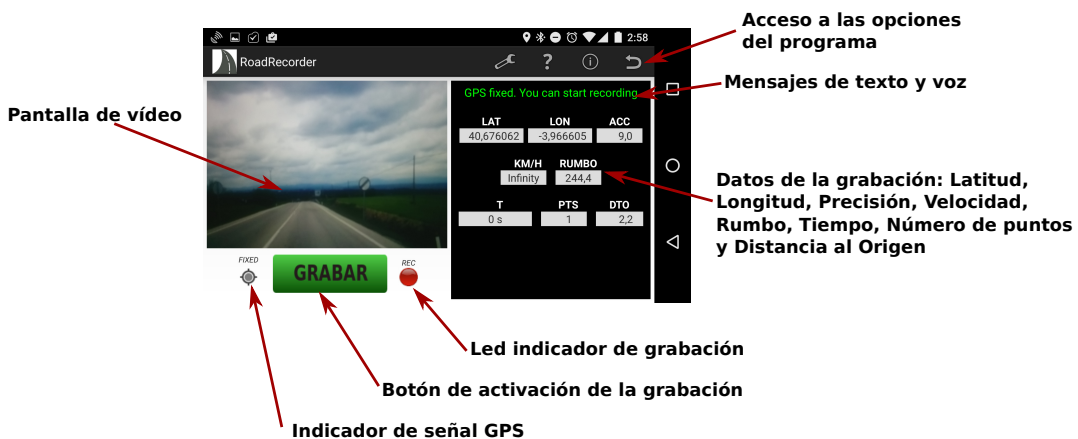 Acceso a las opciones
del programa
2:58
RoadRecorder
?
i
Mensajes de texto y voz
GPS fixed. You can start recording
Pantalla de vídeo
LAT LON ACC
40,676062 -3,966605 9,0
KM/H RUMBO
Infinity 244,4
T PTS DTO
0 s 1 2,2
Datos de la grabación: Latitud,
Longitud, Precisión, Velocidad,
Rumbo, Tiempo, Número de puntos
y Distancia al Origen
FIXED
GRABAR
REC
Led indicador de grabación
Botón de activación de la grabación
Indicador de señal GPS